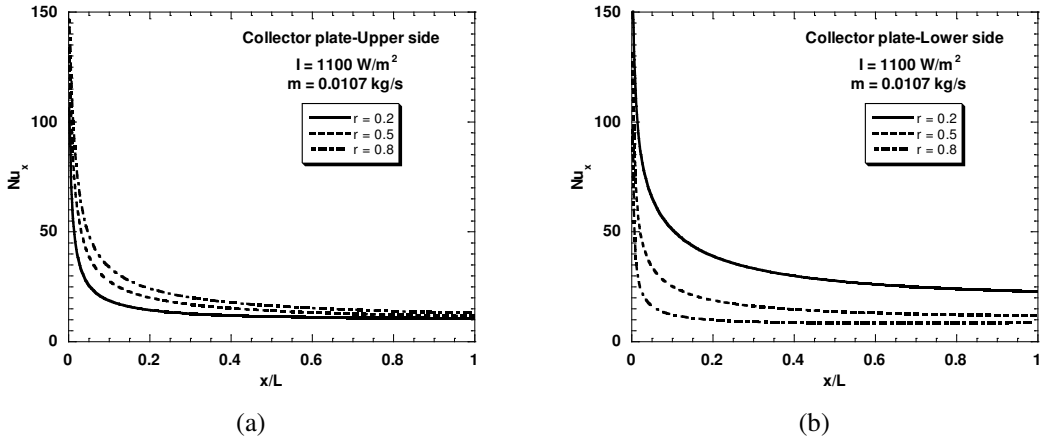 150
100
50
0
Nu_x
Collector plate-Upper side
I = 1100 W/m²
m = 0.0107 kg/s
r = 0.2
r = 0.5
r = 0.8
0 0.2 0.4 0.6 0.8 1
x/L
(a)
150
100
50
0
Nu_x
Collector plate-Lower side
I = 1100 W/m²
m = 0.0107 kg/s
r = 0.2
r = 0.5
r = 0.8
0 0.2 0.4 0.6 0.8 1
x/L
(b)